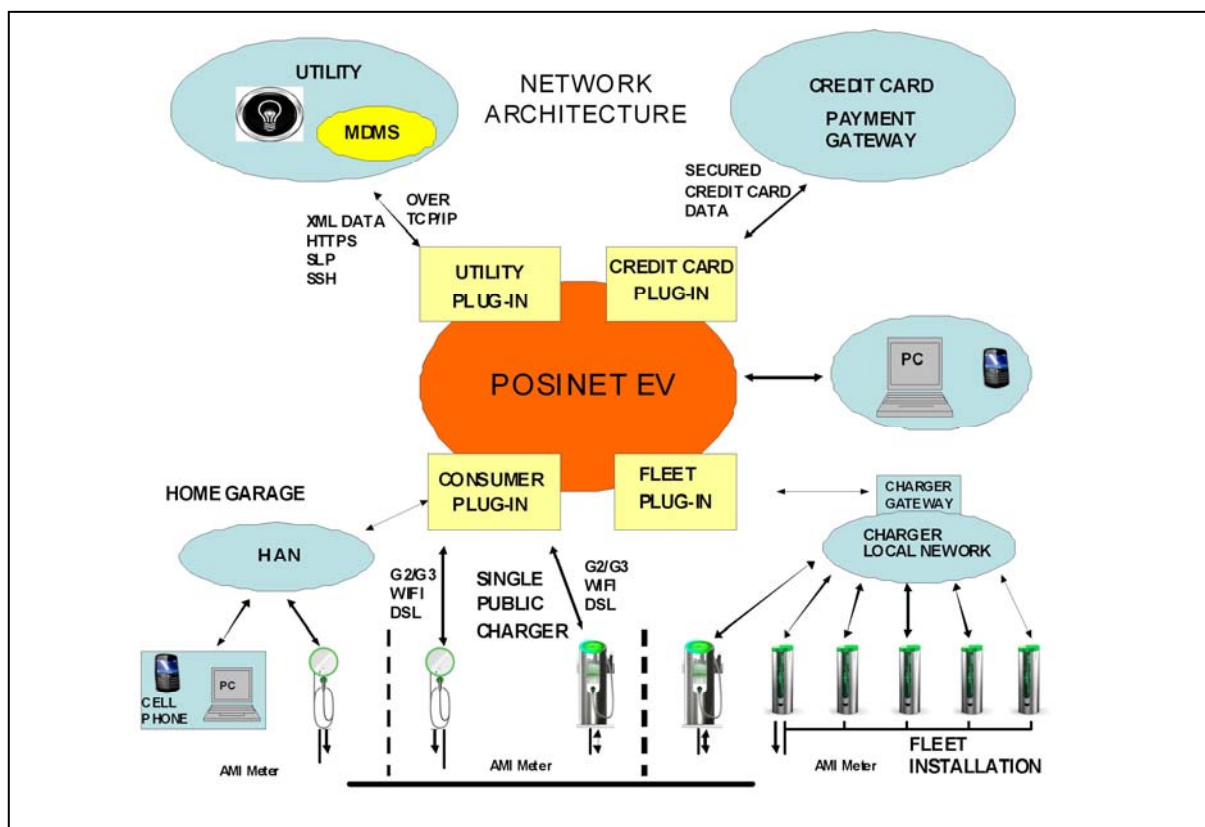 UTILITY
MDMS
NETWORK
ARCHITECTURE
CREDIT CARD
PAYMENT
GATEWAY
SECURED
CREDIT CARD
DATA
OVER
TCP/IP
XML DATA
HTTPS
SLP
SSH
UTILITY
PLUG-IN
CREDIT CARD
PLUG-IN
POSINET EV
PC
CONSUMER
PLUG-IN
FLEET
PLUG-IN
HOME GARAGE
HAN
CHARGER
GATEWAY
CHARGER
LOCAL NEWORK
G2/G3
WIFI
DSL
SINGLE
PUBLIC
CHARGER
G2/G3
WIFI
DSL
CELL
PHONE
PC
AMI Meter
AMI Meter
AMI Meter
FLEET
INSTALLATION